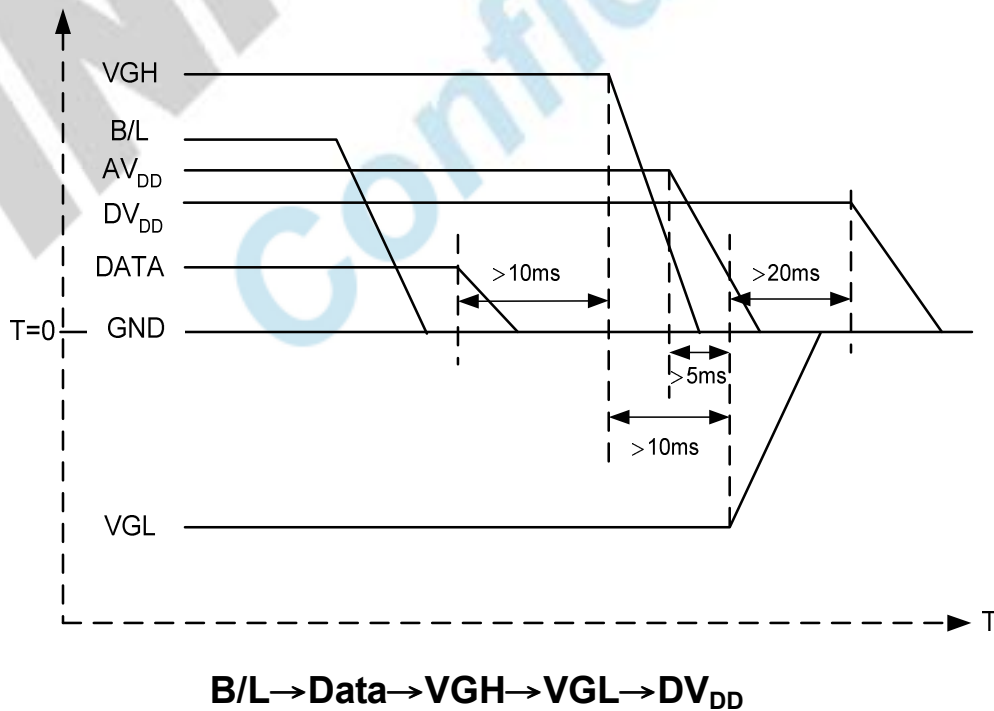 VGH
B/L
AVDD
DVDD
DATA
>10ms
>20ms
T=0
GND
>5ms
>10ms
VGL
T
B/L→Data→VGH→VGL→DVDD